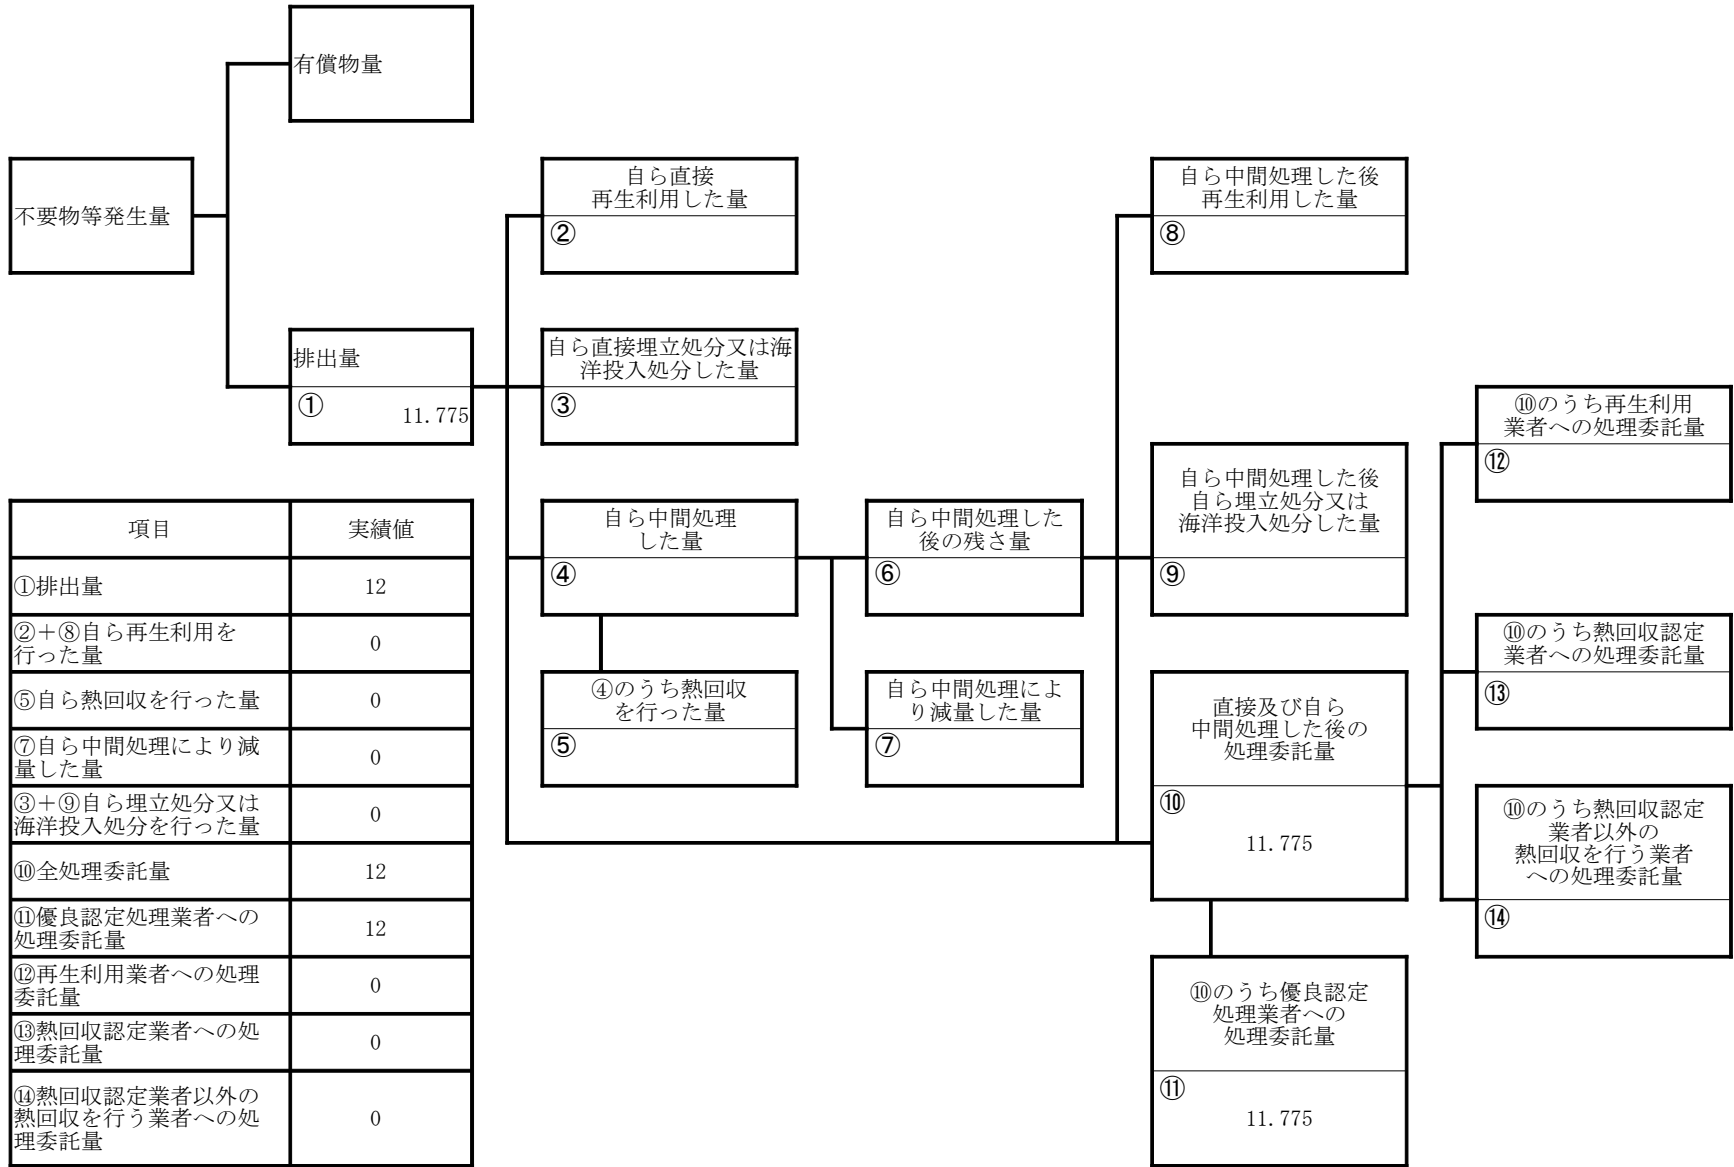 有償物量
不要物等発生量
自ら直接
再生利用した量
②
自ら中間処理した後
再生利用した量
⑧
排出量
① 11.775
自ら直接埋立処分又は海
洋投入処分した量
③
⑩のうち再生利用
業者への処理委託量
⑫
自ら中間処理
した量
④
自ら中間処理した
後の残さ量
⑥
自ら中間処理した後
自ら埋立処分又は
海洋投入処分した量
⑨
⑩のうち熱回収認定
業者への処理委託量
⑬
④のうち熱回収
を行った量
⑤
自ら中間処理によ
り減量した量
⑦
直接及び自ら
中間処理した後の
処理委託量
⑩
11.775
⑩のうち熱回収認定
業者以外の
熱回収を行う業者
への処理委託量
⑭
⑩のうち優良認定
処理業者への
処理委託量
⑪
11.775
項目 実績値
①排出量 12
②+⑧自ら再生利用を
行った量 0
⑤自ら熱回収を行った量 0
⑦自ら中間処理により減
量した量 0
③+⑨自ら埋立処分又は
海洋投入処分を行った量 0
⑩全処理委託量 12
⑪優良認定処理業者への
処理委託量 12
⑫再生利用業者への処理
委託量 0
⑬熱回収認定業者への処
理委託量 0
⑭熱回収認定業者以外の
熱回収を行う業者への処
理委託量 0